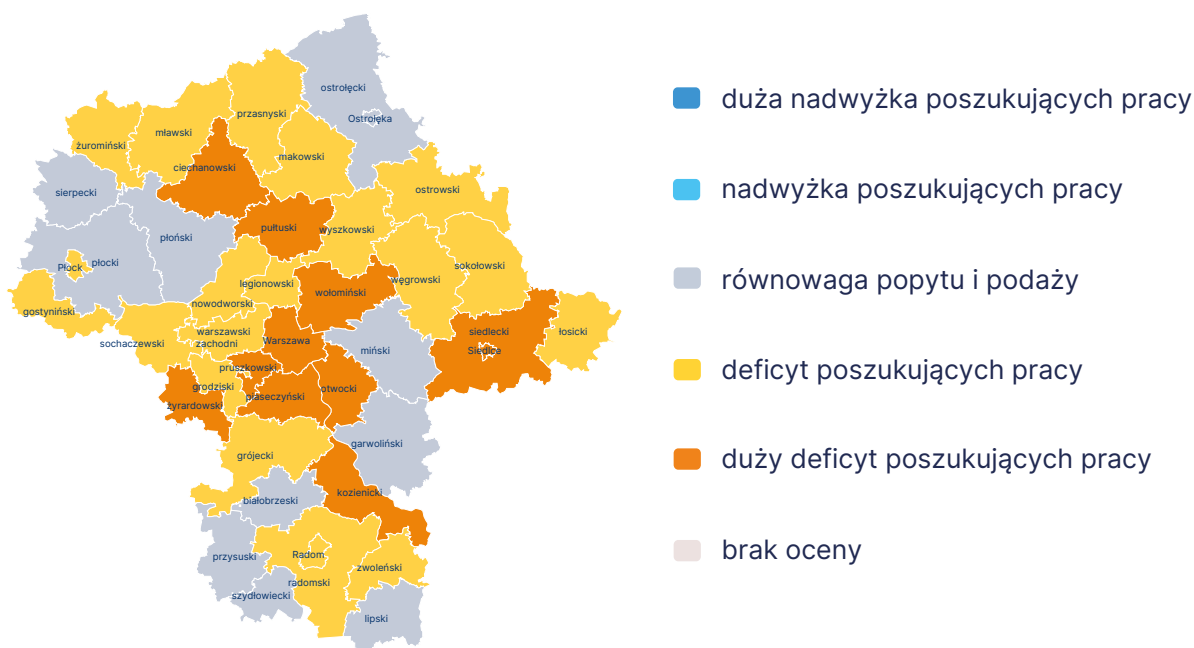 ostrołęcki
Ostrołęka
przasnyski
mławski
żuromiński
makowski
ciechanowski
sierpecki
ostrowski
pułtuski
wyszkowski
płoński
płocki
Płock
sokołowski
węgrowski
legionowski
wołomiński
nowodworski
gostyniński
warszawski
zachodni
sochaczewski
Warszawa
miński
siedlecki
Siedlce
łosicki
pruszkowski
grodziski
piaseczyński
otwocki
żyrardowski
garwoliński
grójecki
kozienicki
białobrzeski
przysuski
Radom
zwoleński
radomski
szydłowiecki
lipski
duża nadwyżka poszukujących pracy
nadwyżka poszukujących pracy
równowaga popytu i podaży
deficyt poszukujących pracy
duży deficyt poszukujących pracy
brak oceny